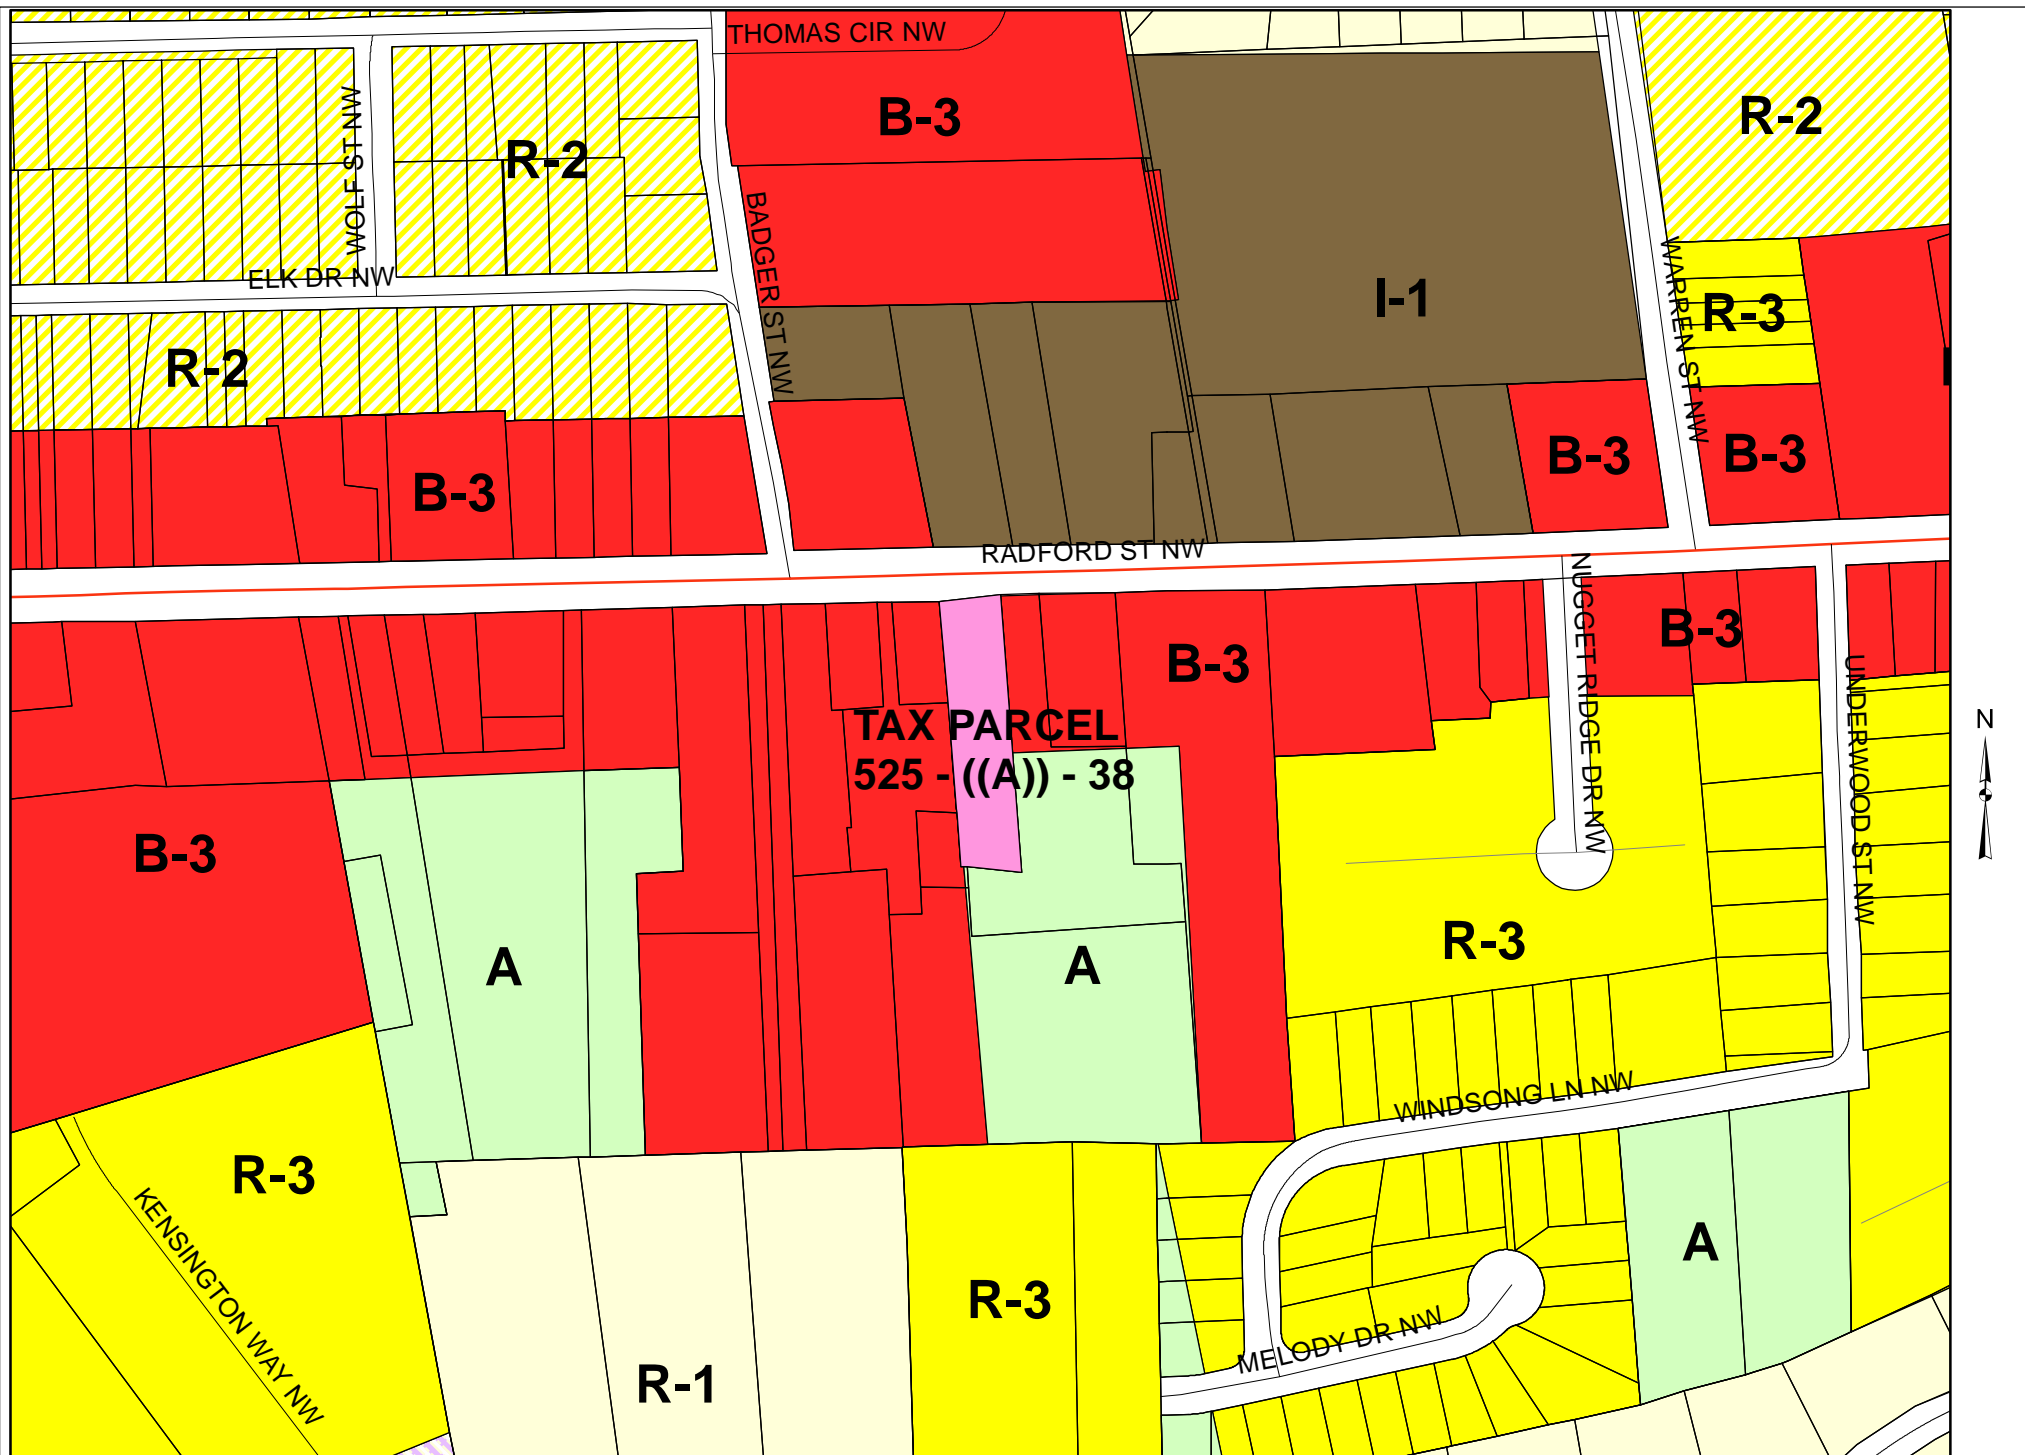 THOMAS CIR NW
B-3
R-2
R-2
WOLF ST NW
BADGER ST NW
ELK DR NW
I-1
WARREN ST NW
R-3
R-2
B-3
B-3
B-3
RADFORD ST NW
NUGGET RIDGE DR NW
B-3
B-3
UNDERWOOD ST NW
TAX PARCEL
525 - ((A)) - 38
N
B-3
R-3
A
A
WINDSONG LN NW
R-3
KENSINGTON WAY NW
A
R-3
MELODY DR NW
R-1